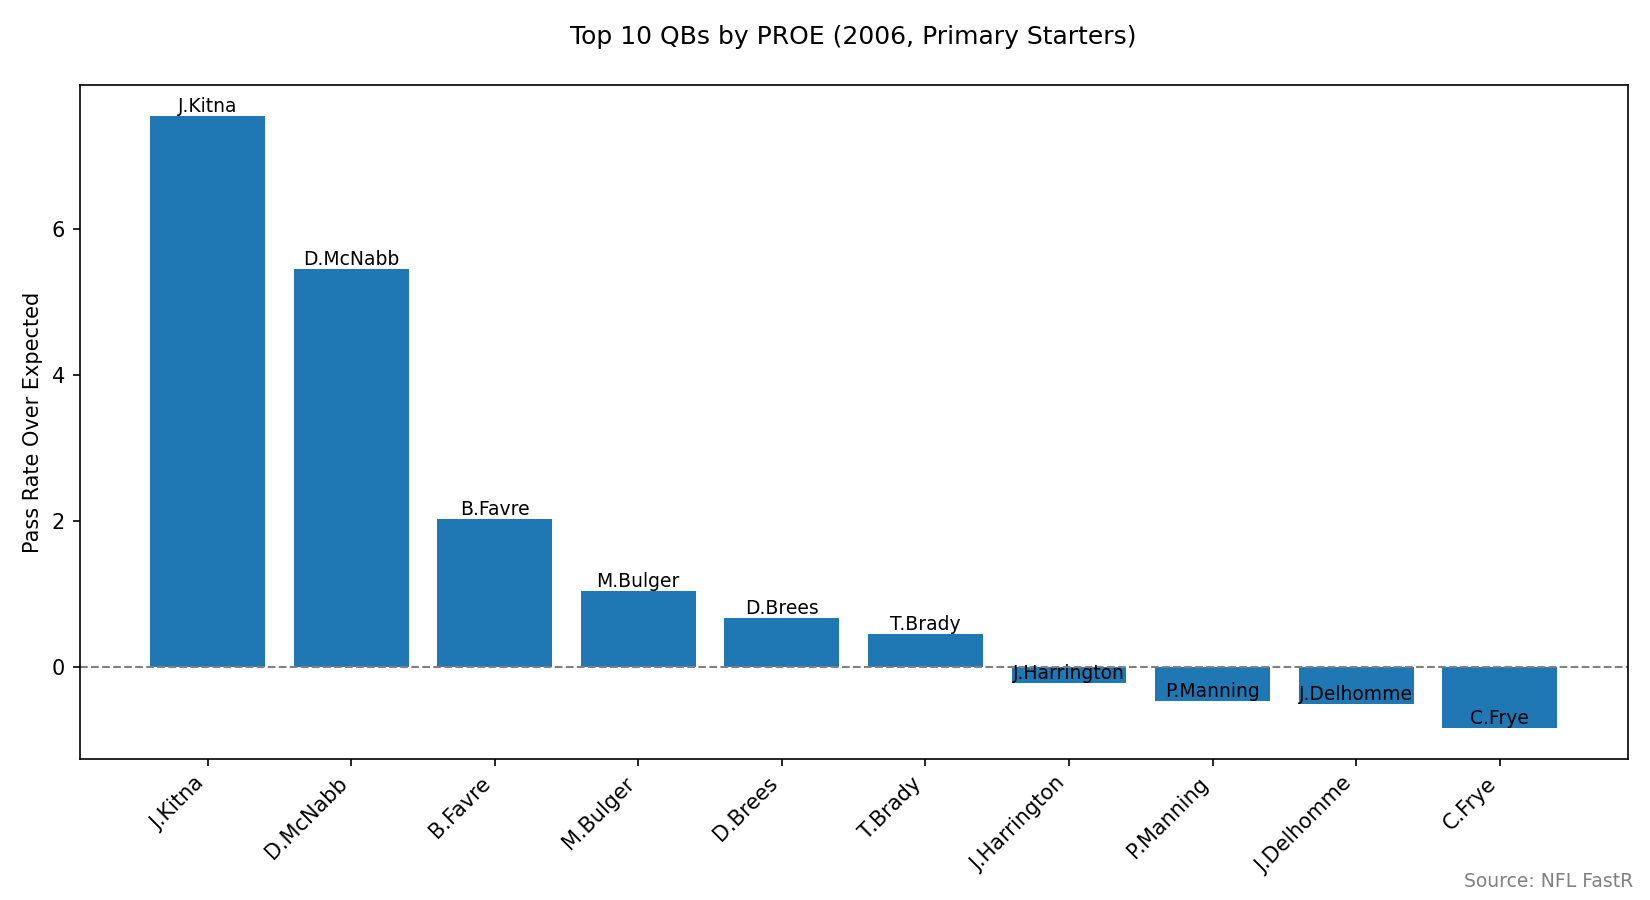 Top 10 QBs by PROE (2006, Primary Starters)
Pass Rate Over Expected
6
4
2
0
J.Kitna
D.McNabb
B.Favre
M.Bulger
D.Brees
T.Brady
J.Harrington
P.Manning
J.Delhomme
C.Frye
J.Kitna
D.McNabb
B.Favre
M.Bulger
D.Brees
T.Brady
J.Harrington
P.Manning
J.Delhomme
C.Frye
Source: NFL FastR